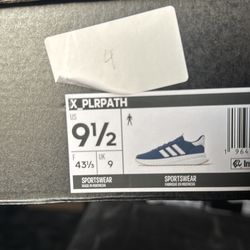 4
X_PLRPATH
US
9½
F
43⅓
UK
9
SPORTSWEAR
MADE IN INDONESIA
SPORTSWEAR
FABRIQUÉ EN INDONÉSIE